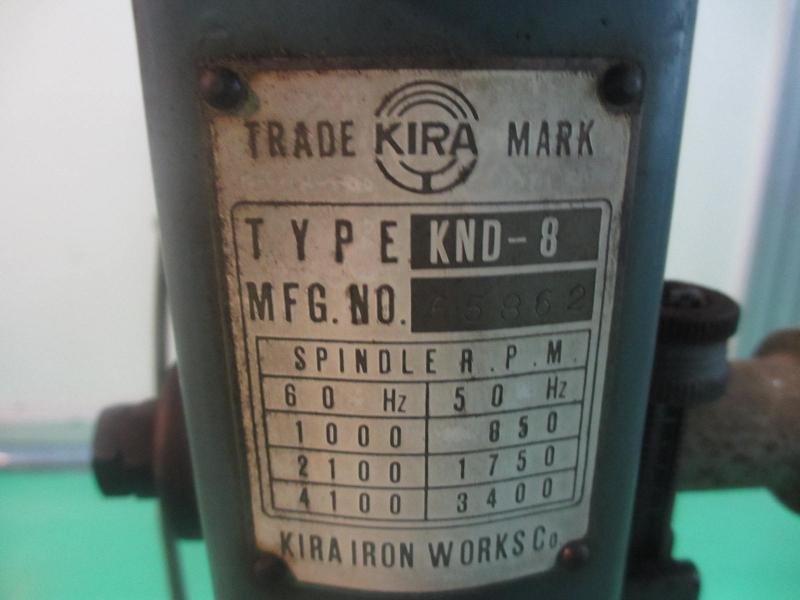 TRADE KIRA MARK
TYPE KND-8
MFG. NO. A5862
SPINDLE R.P.M.
60 Hz 50 Hz
1000 850
2100 1750
4100 3400
KIRA IRON WORKS Co.